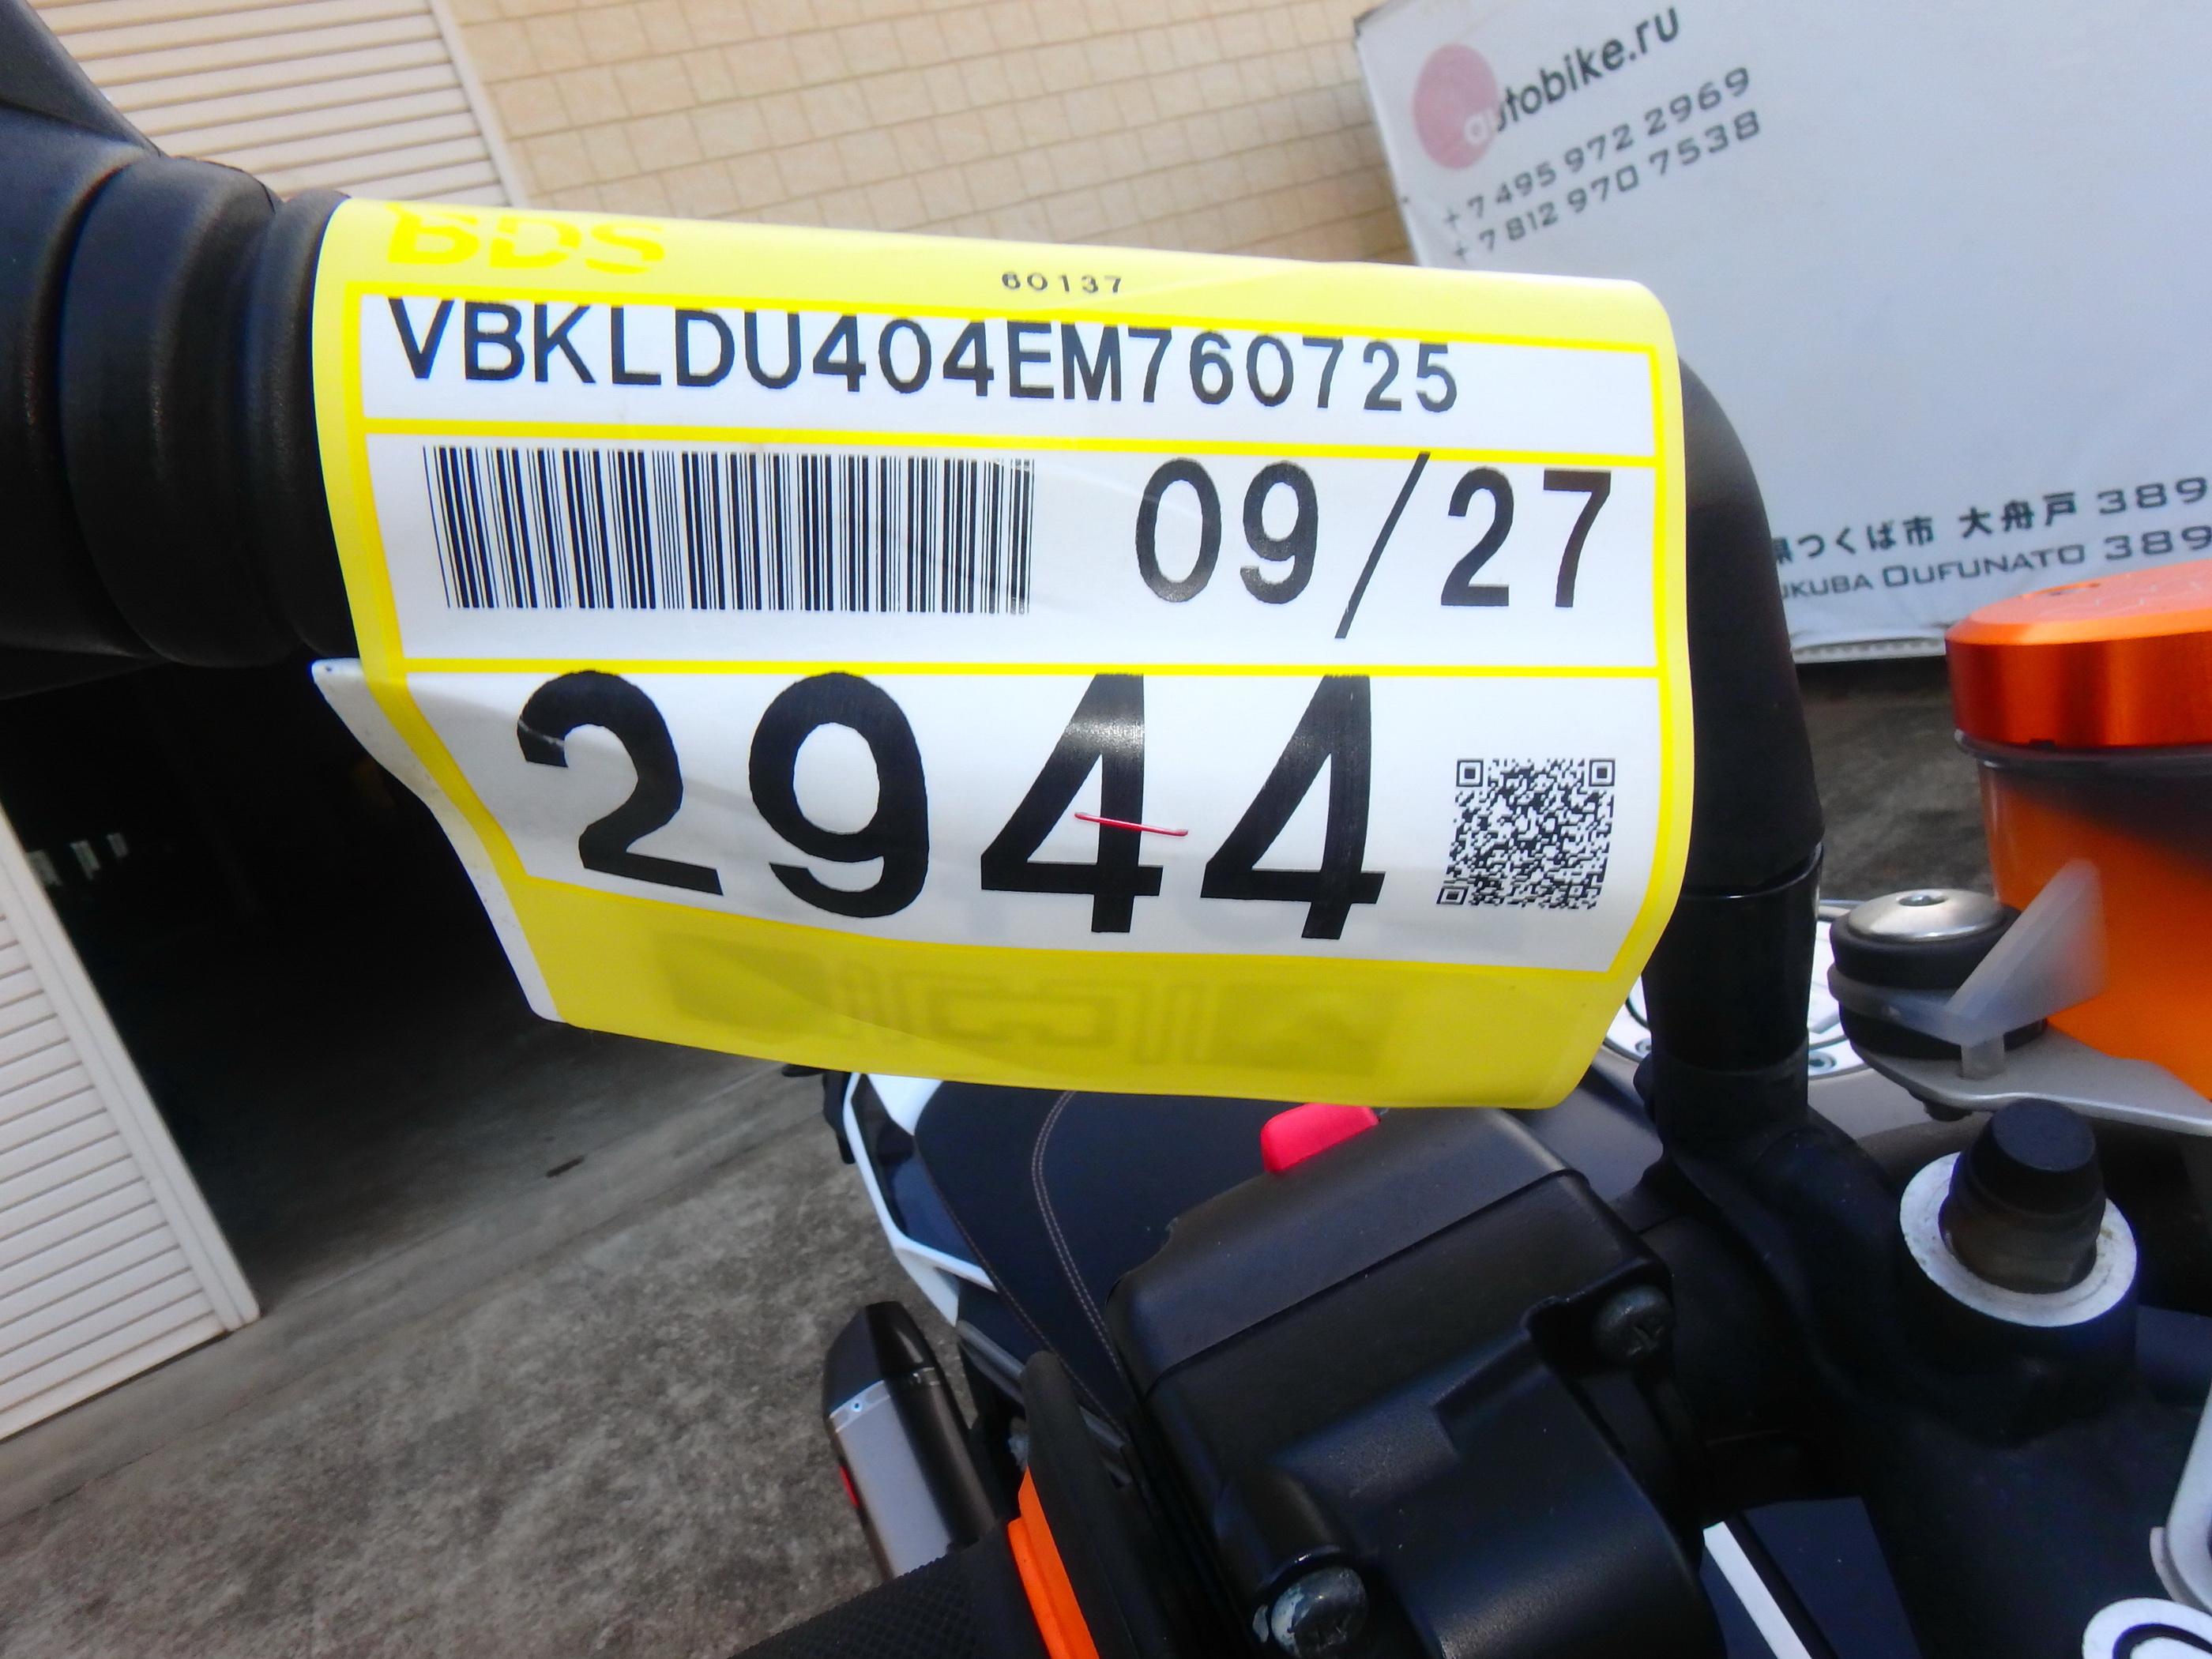 autobike.ru
+7 495 972 2969
+7 812 970 7538
BDS
60137
VBKLDU404EM760725
09/27
2944
県つくば市 大舟戸 389
UKUBA OUFUNATO 389